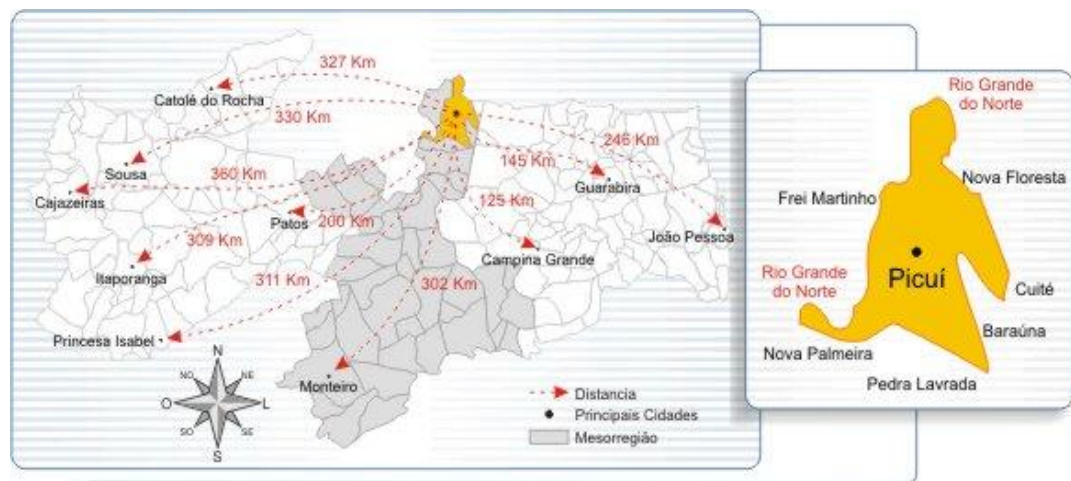 327 Km
Catolé do Rocha
330 Km
Sousa
360 Km
Cajazeiras
Patos
200 Km
309 Km
Itaporanga
311 Km
Princesa Isabel
302 Km
Monteiro
246 Km
145 Km
Guarabira
125 Km
João Pessoa
Campina Grande
N
NO
NE
O
L
SO
SE
S
Distancia
Principais Cidades
Mesorregião
Rio Grande
do Norte
Nova Floresta
Frei Martinho
Rio Grande
do Norte
Picuí
Cuité
Baraúna
Nova Palmeira
Pedra Lavrada